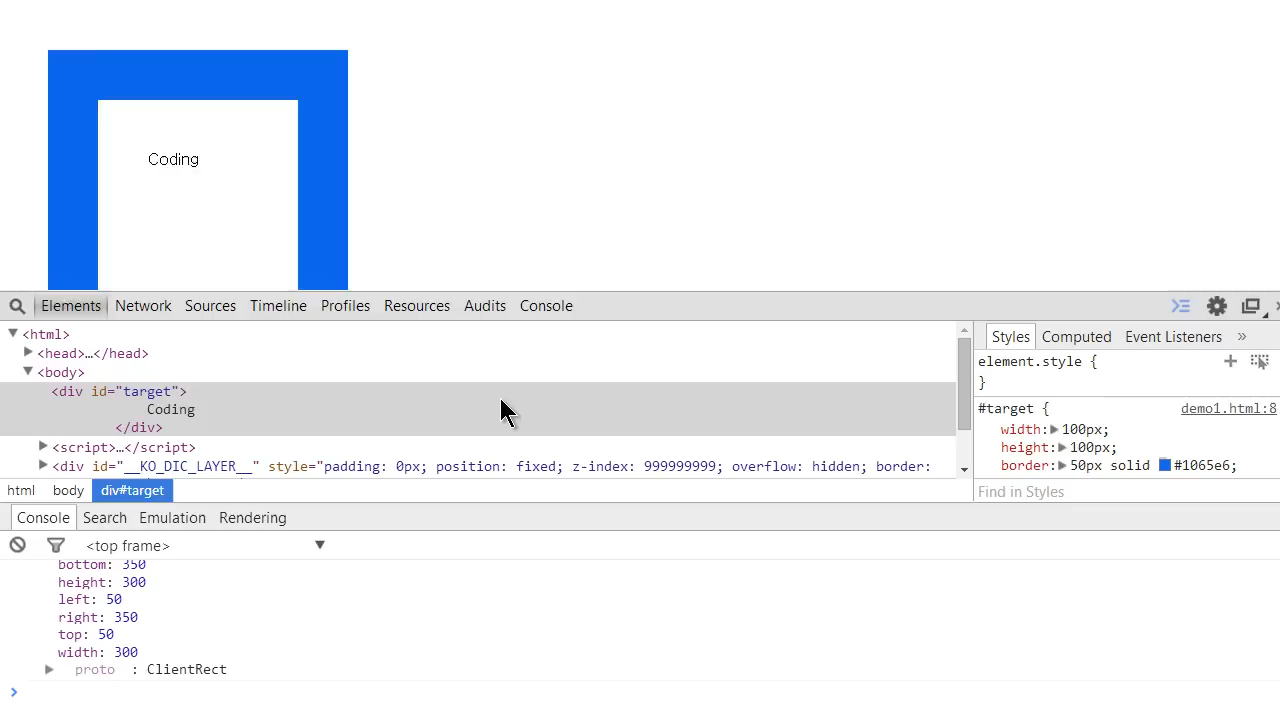 Coding
Elements Network Sources Timeline Profiles Resources Audits Console
<html>
<head>…</head>
<body>
<div id="target">
Coding
</div>
<script>…</script>
<div id="__KO_DIC_LAYER__" style="padding: 0px; position: fixed; z-index: 999999999; overflow: hidden; border:
html body div#target
Styles Computed Event Listeners »
element.style {
}
#target { demo1.html:8
width: 100px;
height: 100px;
border: 50px solid #1065e6;
Find in Styles
Console Search Emulation Rendering
<top frame>
bottom: 350
height: 300
left: 50
right: 350
top: 50
width: 300
proto : ClientRect